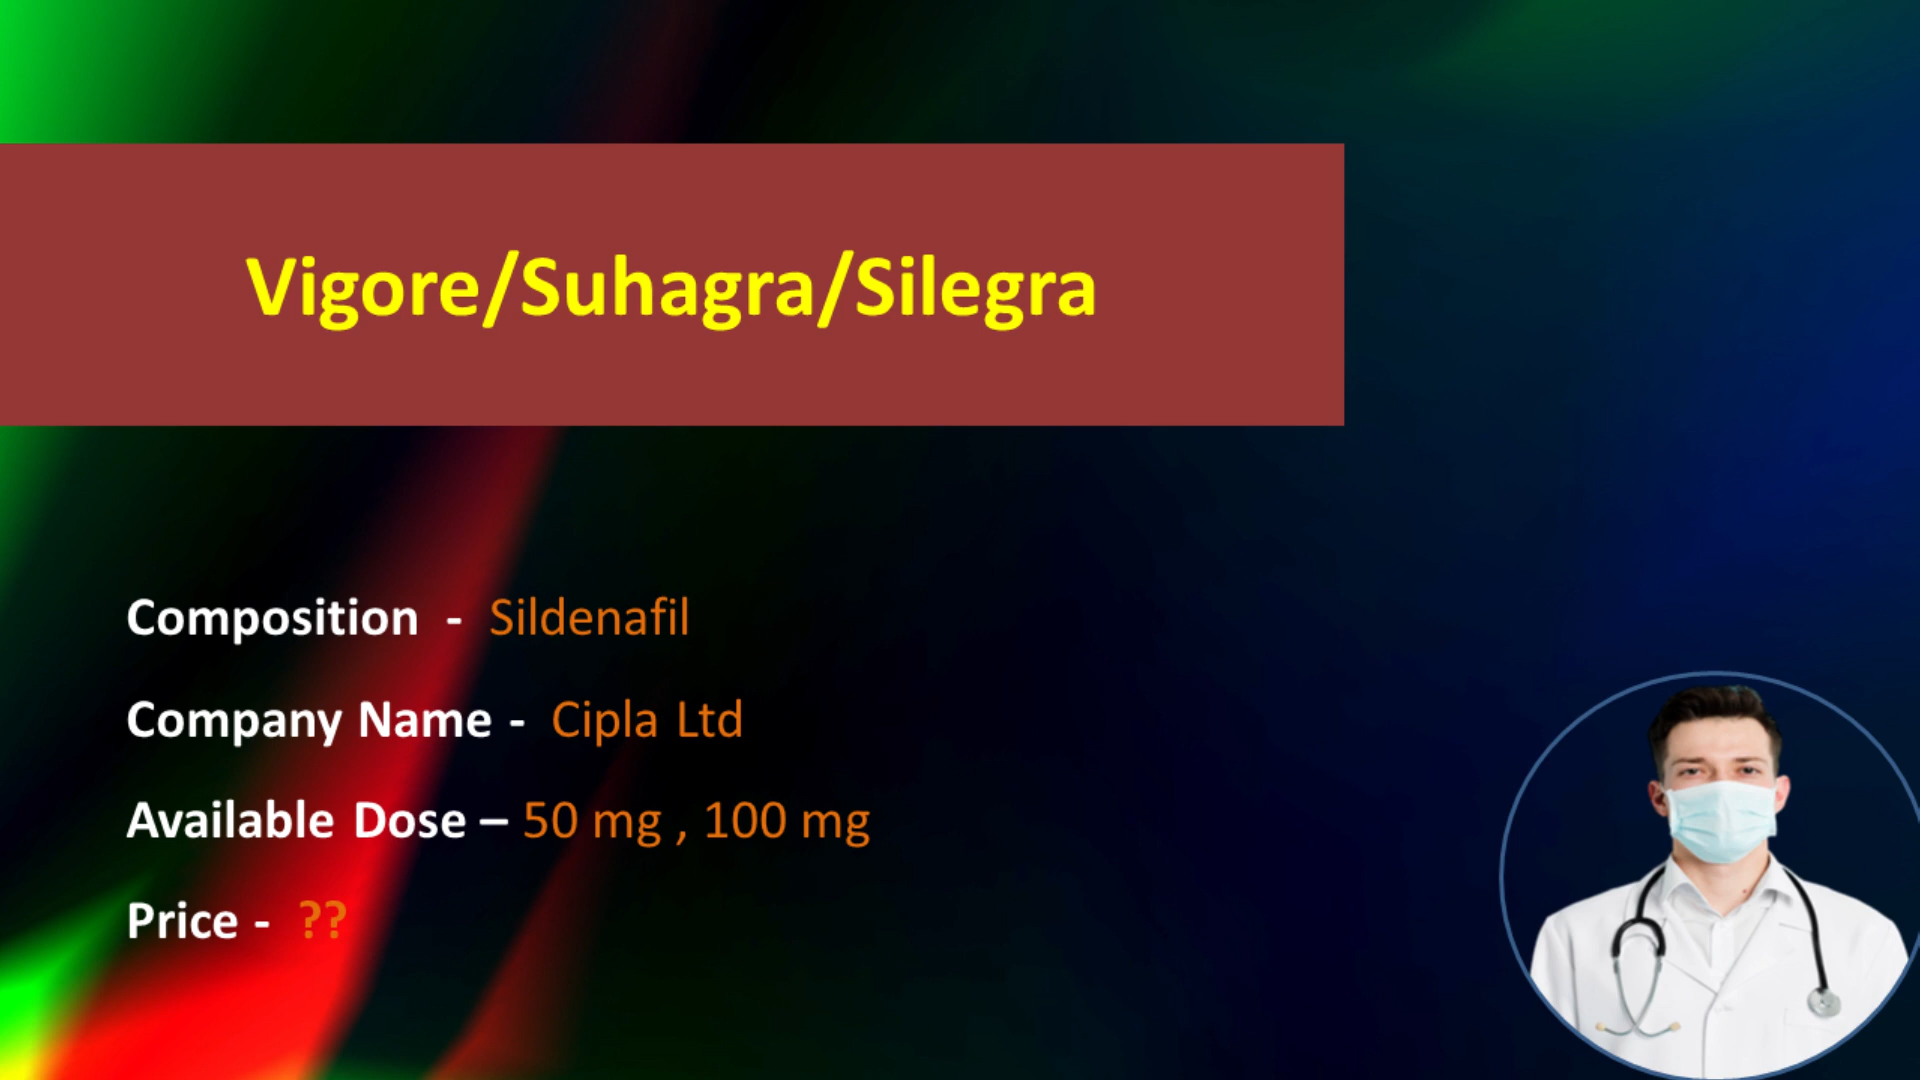 Vigore/Suhagra/Silegra
Composition - Sildenafil
Company Name - Cipla Ltd
Available Dose – 50 mg , 100 mg
Price - ??